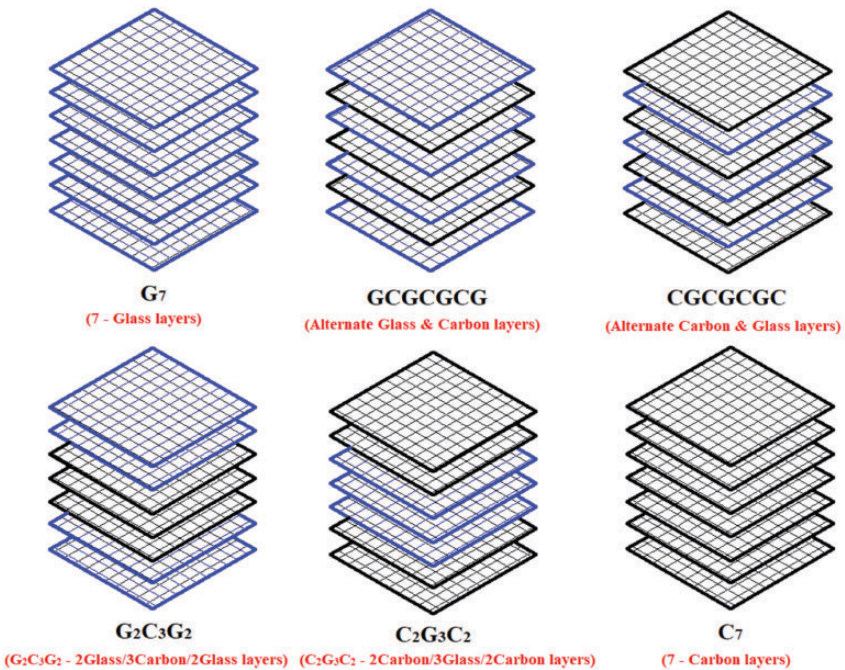 G7 GCGCGCG CGCGCGC
(7 - Glass layers) (Alternate Glass & Carbon layers) (Alternate Carbon & Glass layers)
G2C3G2 C2G3C2 C7
(G2C3G2 - 2Glass/3Carbon/2Glass layers) (C2G3C2 - 2Carbon/3Glass/2Carbon layers) (7 - Carbon layers)